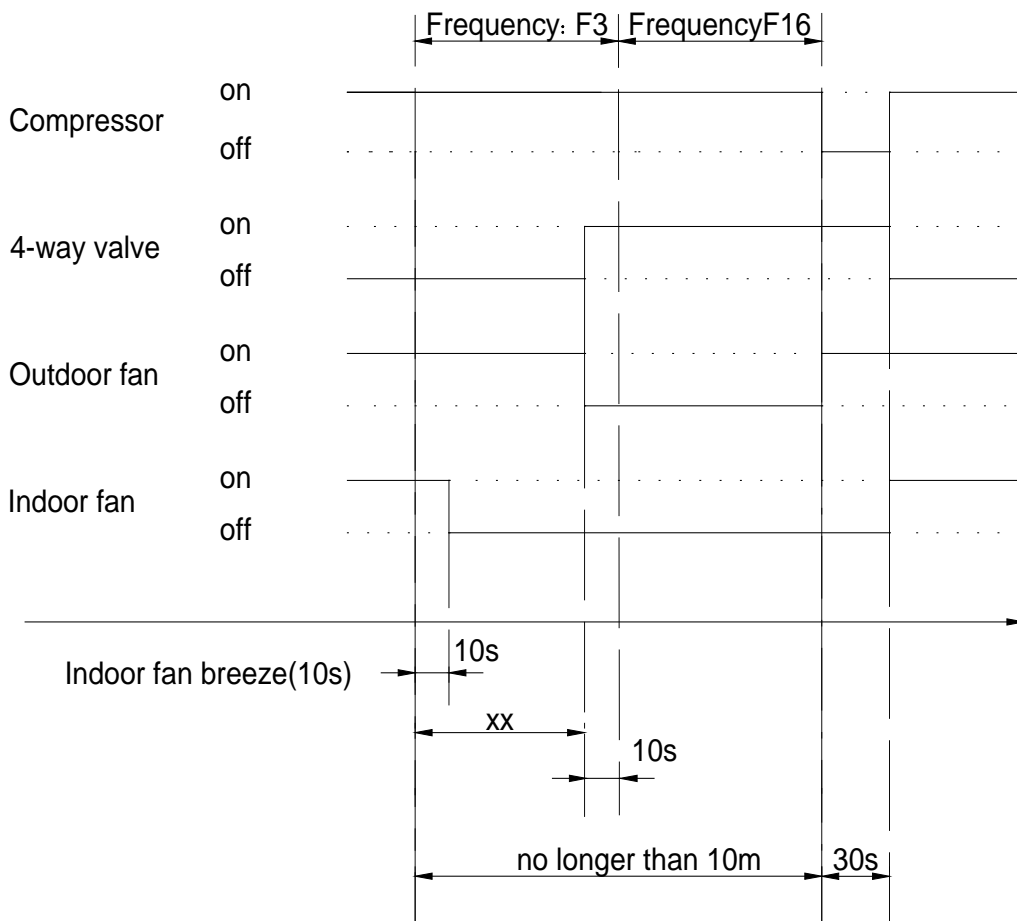 Frequency: F3
FrequencyF16
Compressor
on
off
4-way valve
on
off
Outdoor fan
on
off
Indoor fan
on
off
Indoor fan breeze(10s)
10s
xx
10s
no longer than 10m
30s